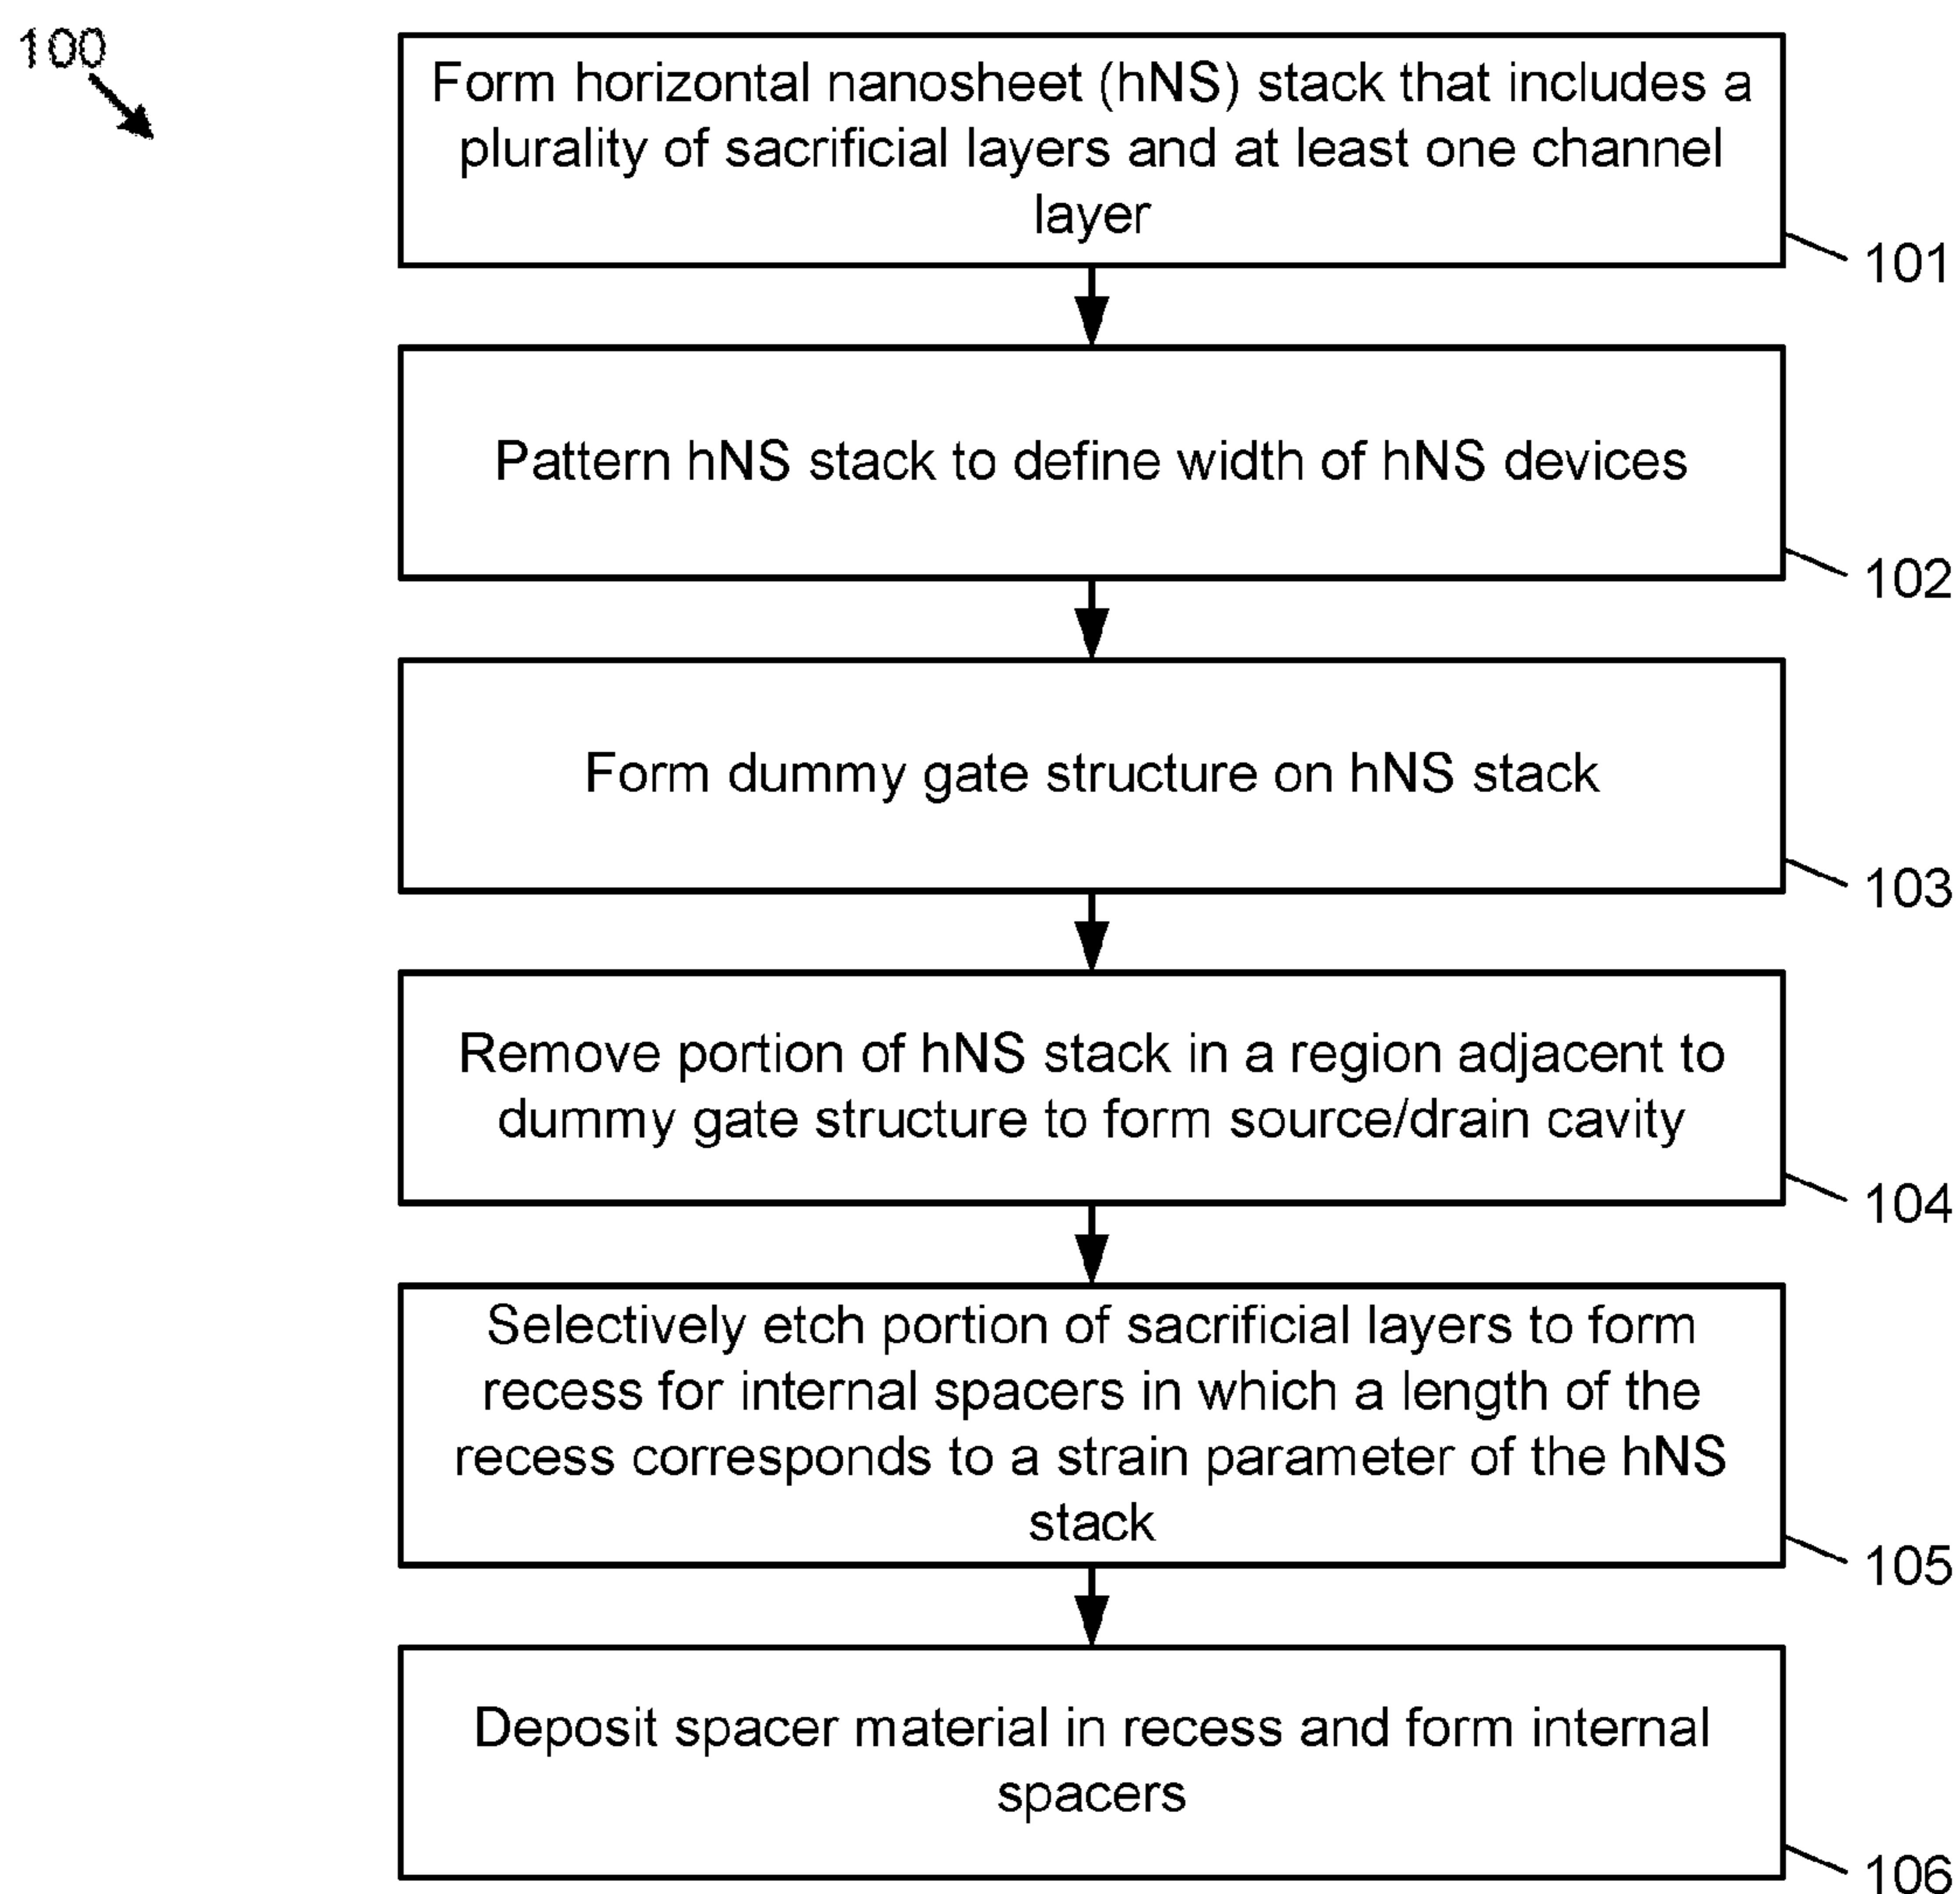 100
Form horizontal nanosheet (hNS) stack that includes a
plurality of sacrificial layers and at least one channel
layer
101
Pattern hNS stack to define width of hNS devices
102
Form dummy gate structure on hNS stack
103
Remove portion of hNS stack in a region adjacent to
dummy gate structure to form source/drain cavity
104
Selectively etch portion of sacrificial layers to form
recess for internal spacers in which a length of the
recess corresponds to a strain parameter of the hNS
stack
105
Deposit spacer material in recess and form internal
spacers
106